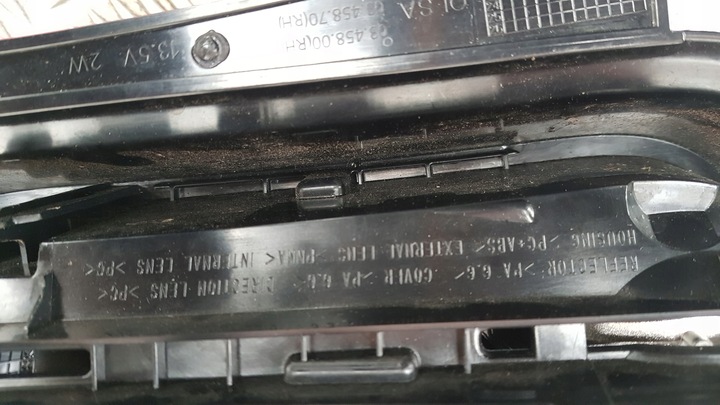 OLSA
458.70(RH)
458.00(RH)
13.5V 2W
REFLECTOR >PA 6.6< COVER >PA 6.6< DIRECTION LENS >PC<
HOUSING >PC+ABS< EXTERNAL LENS >PMMA< INTERNAL LENS >PC<